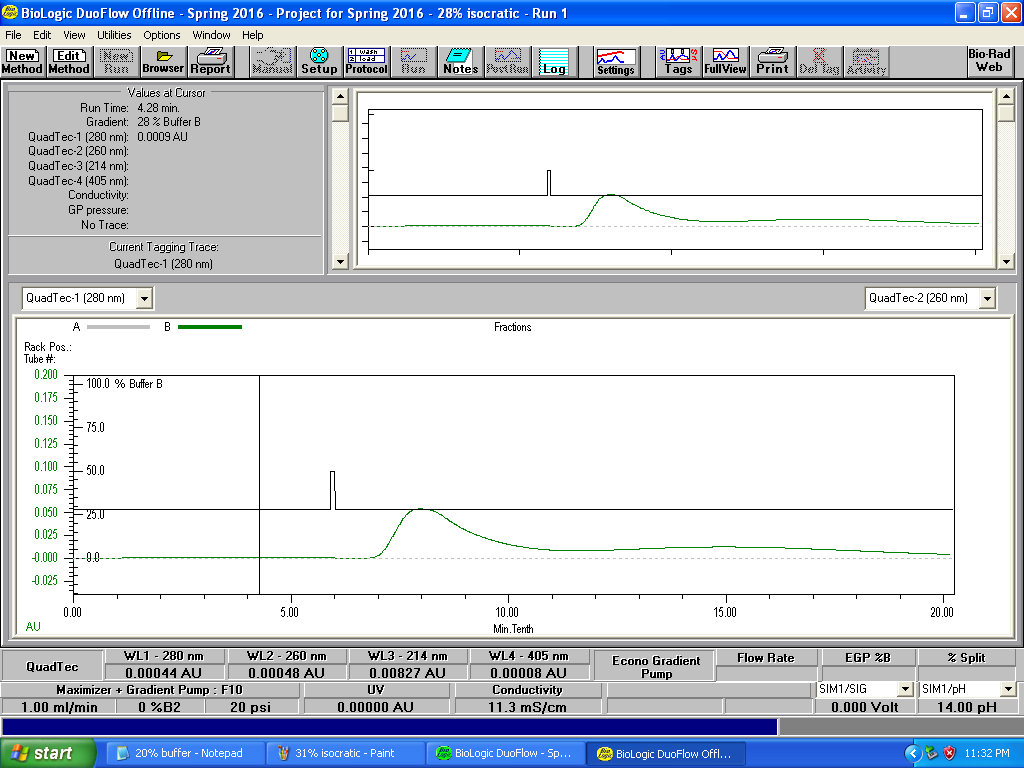 BioLogic DuoFlow Offline - Spring 2016 - Project for Spring 2016 - 28% isocratic - Run 1
File Edit View Utilities Options Window Help
New Method Edit Method New Run Browser Report Manual Setup Protocol Run Notes PostRun Log Settings Tags FullView Print DelTag Activity Bio-Rad Web
Values at Cursor
Run Time: 4.28 min.
Gradient: 28 % Buffer B
QuadTec-1 (280 nm): 0.0009 AU
QuadTec-2 (260 nm):
QuadTec-3 (214 nm):
QuadTec-4 (405 nm):
Conductivity:
GP pressure:
No Trace:
Current Tagging Trace:
QuadTec-1 (280 nm)
QuadTec-1 (280 nm) QuadTec-2 (260 nm)
A B Fractions
Rack Pos.:
Tube #:
0.200 100.0 % Buffer B
0.175
0.150 75.0
0.125
0.100 50.0
0.075
0.050 25.0
0.025
-0.000 0.0
-0.025
0.00 5.00 10.00 15.00 20.00
AU Min.Tenth
QuadTec WL1 - 280 nm WL2 - 260 nm WL3 - 214 nm WL4 - 405 nm Econo Gradient Pump Flow Rate EGP %B % Split
0.00044 AU 0.00048 AU 0.00827 AU 0.00008 AU
Maximizer + Gradient Pump : F10 UV Conductivity SIM1/SIG SIM1/pH
1.00 ml/min 0 %B2 20 psi 0.00000 AU 11.3 mS/cm 0.000 Volt 14.00 pH
start 20% buffer - Notepad 31% isocratic - Paint BioLogic DuoFlow - Sp... BioLogic DuoFlow Offl... 11:32 PM